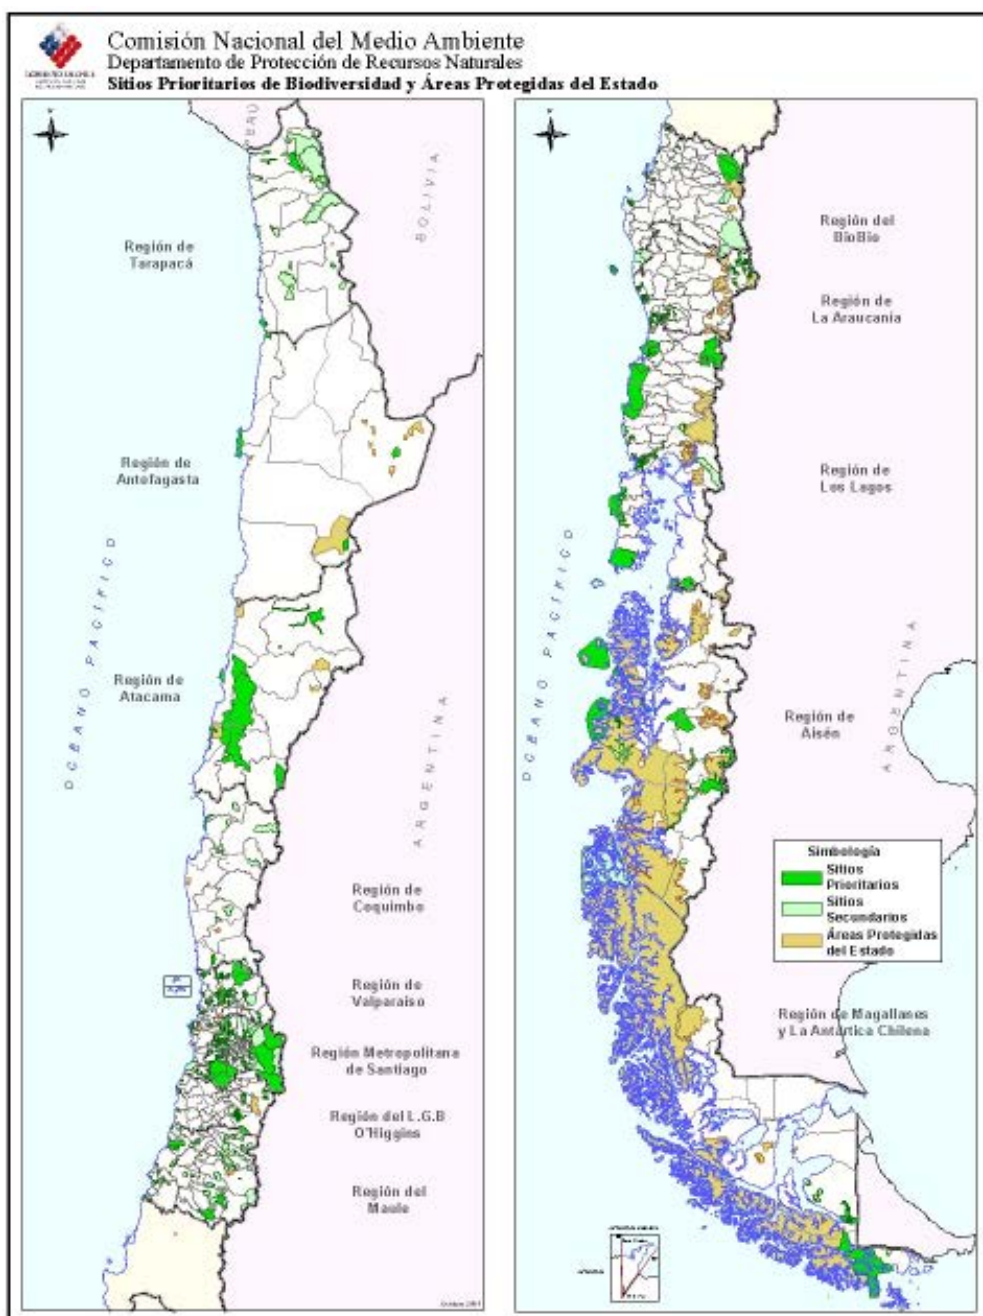 Comisión Nacional del Medio Ambiente
Departamento de Protección de Recursos Naturales
Sitios Prioritarios de Biodiversidad y Áreas Protegidas del Estado
PERÚ
BOLIVIA
Región de
Tarapacá
Región de
Antofagasta
OCEANO PACÍFICO
Región de
Atacama
ARGENTINA
Región de
Coquimbo
Región de
Valparaíso
Región Metropolitana
de Santiago
Región del L.G.B
O'Higgins
Región del
Maule
Región del
BíoBío
Región de
La Araucanía
Región de
Los Lagos
OCEANO PACÍFICO
ARGENTINA
Región de
Aisén
Simbología
Sitios
Prioritarios
Sitios
Secundarios
Áreas Protegidas
del Estado
Región de Magallanes
y La Antártica Chilena